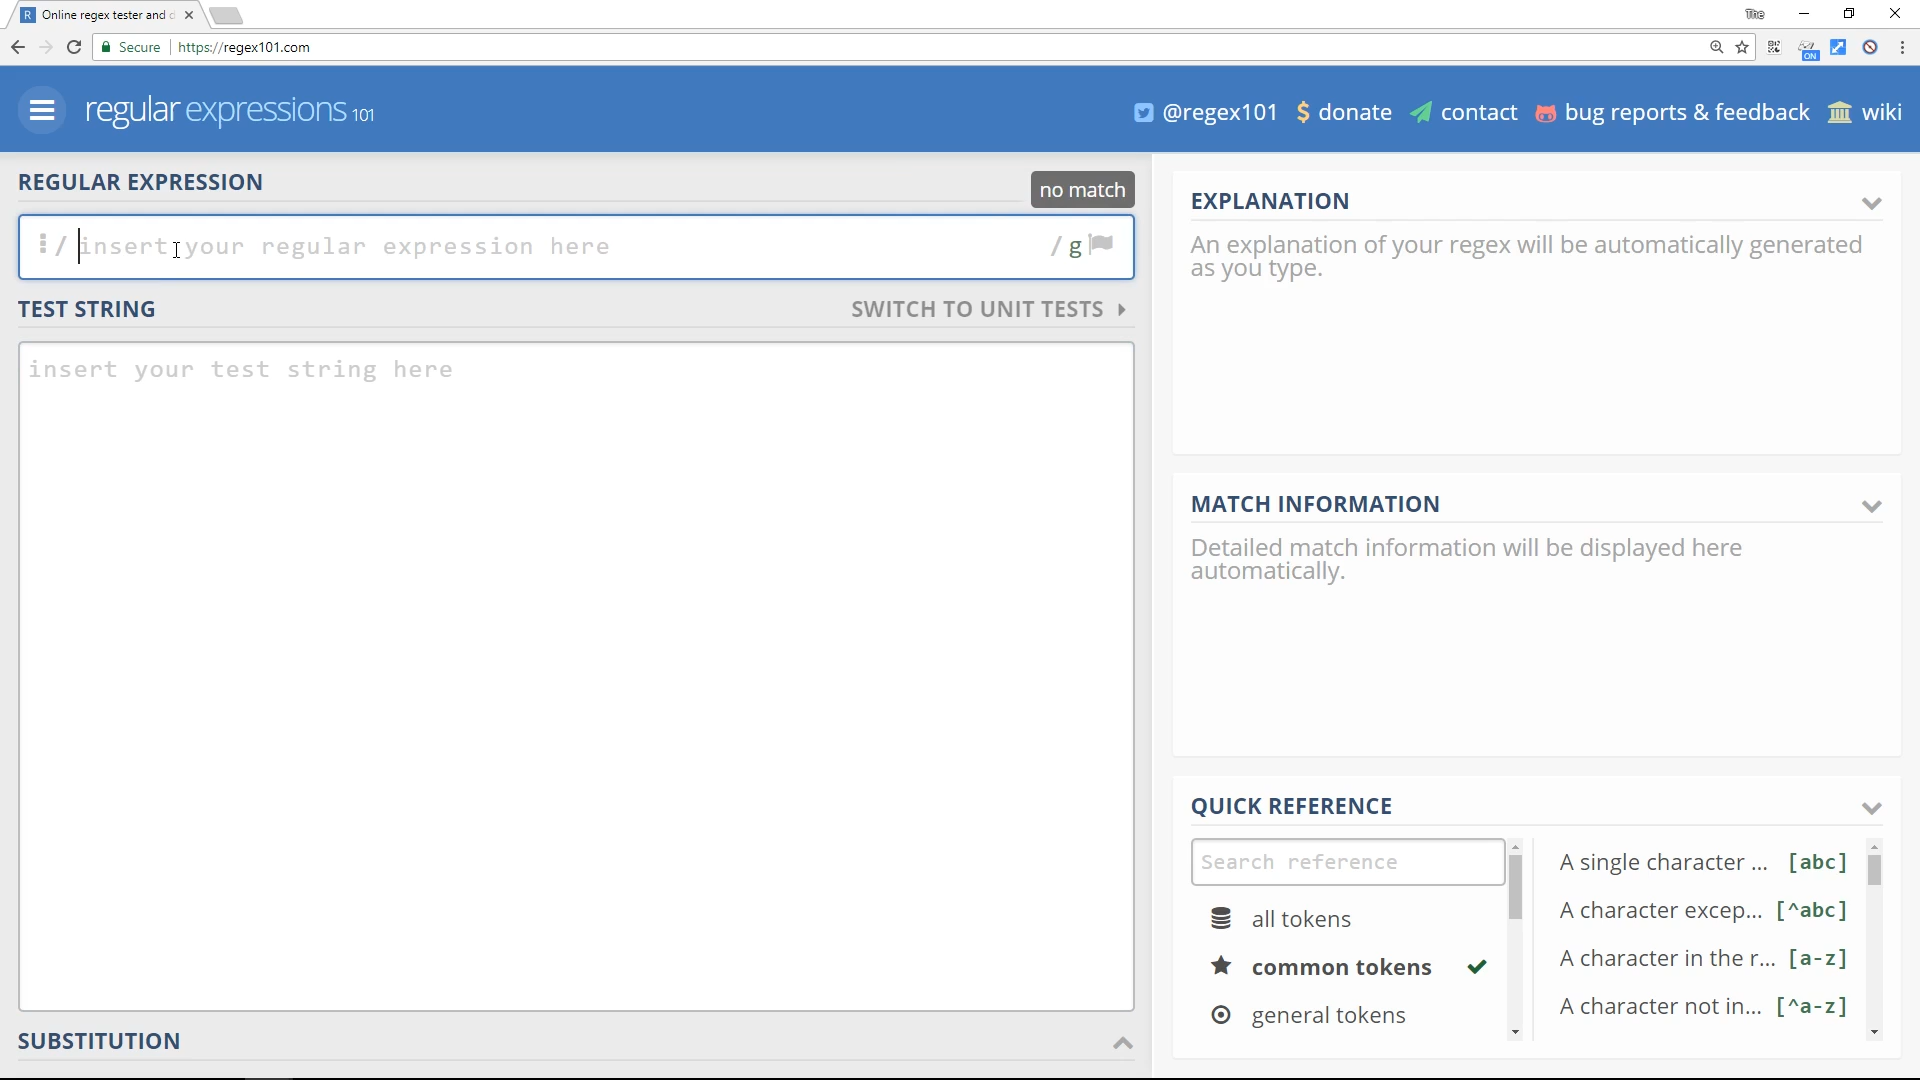 Online regex tester and d
The
Secure
https://regex101.com
ON
regular expressions 101
@regex101
$ donate
contact
bug reports & feedback
wiki
REGULAR EXPRESSION
no match
/ insert your regular expression here
/ g
TEST STRING
SWITCH TO UNIT TESTS
insert your test string here
SUBSTITUTION
EXPLANATION
An explanation of your regex will be automatically generated
as you type.
MATCH INFORMATION
Detailed match information will be displayed here
automatically.
QUICK REFERENCE
Search reference
all tokens
common tokens
general tokens
A single character ... [abc]
A character excep... [^abc]
A character in the r... [a-z]
A character not in... [^a-z]